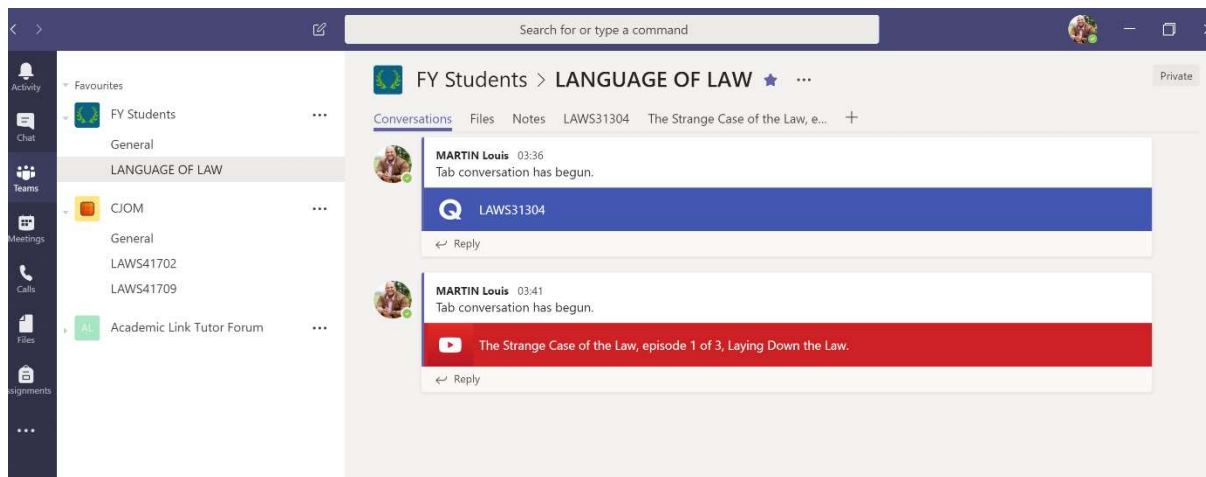 Search for or type a command
Activity
Chat
Teams
Meetings
Calls
Files
ssignments
Favourites
FY Students
General
LANGUAGE OF LAW
CJOM
General
LAWS41702
LAWS41709
AL Academic Link Tutor Forum
FY Students > LANGUAGE OF LAW
Private
Conversations Files Notes LAWS31304 The Strange Case of the Law, e... +
MARTIN Louis 03:36
Tab conversation has begun.
Q LAWS31304
Reply
MARTIN Louis 03:41
Tab conversation has begun.
The Strange Case of the Law, episode 1 of 3, Laying Down the Law.
Reply